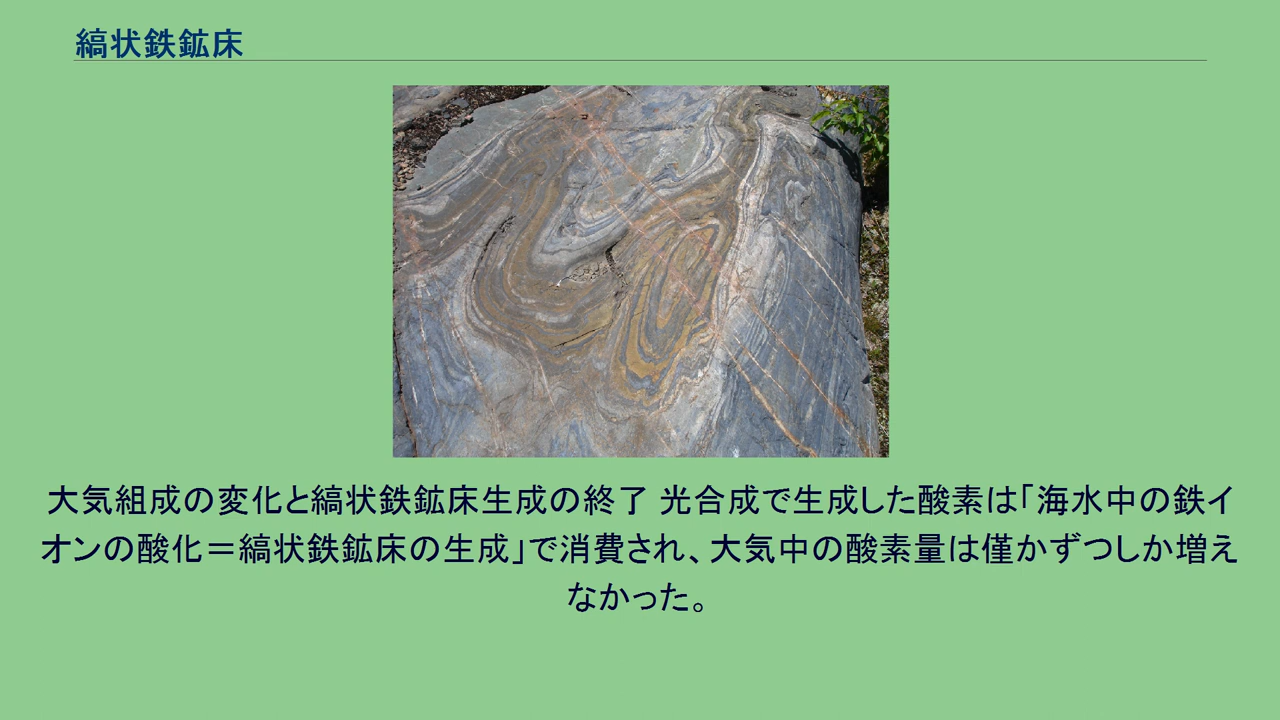 縞状鉄鉱床
大気組成の変化と縞状鉄鉱床生成の終了 光合成で生成した酸素は「海水中の鉄イ
オンの酸化＝縞状鉄鉱床の生成」で消費され、大気中の酸素量は僅かずつしか増え
なかった。